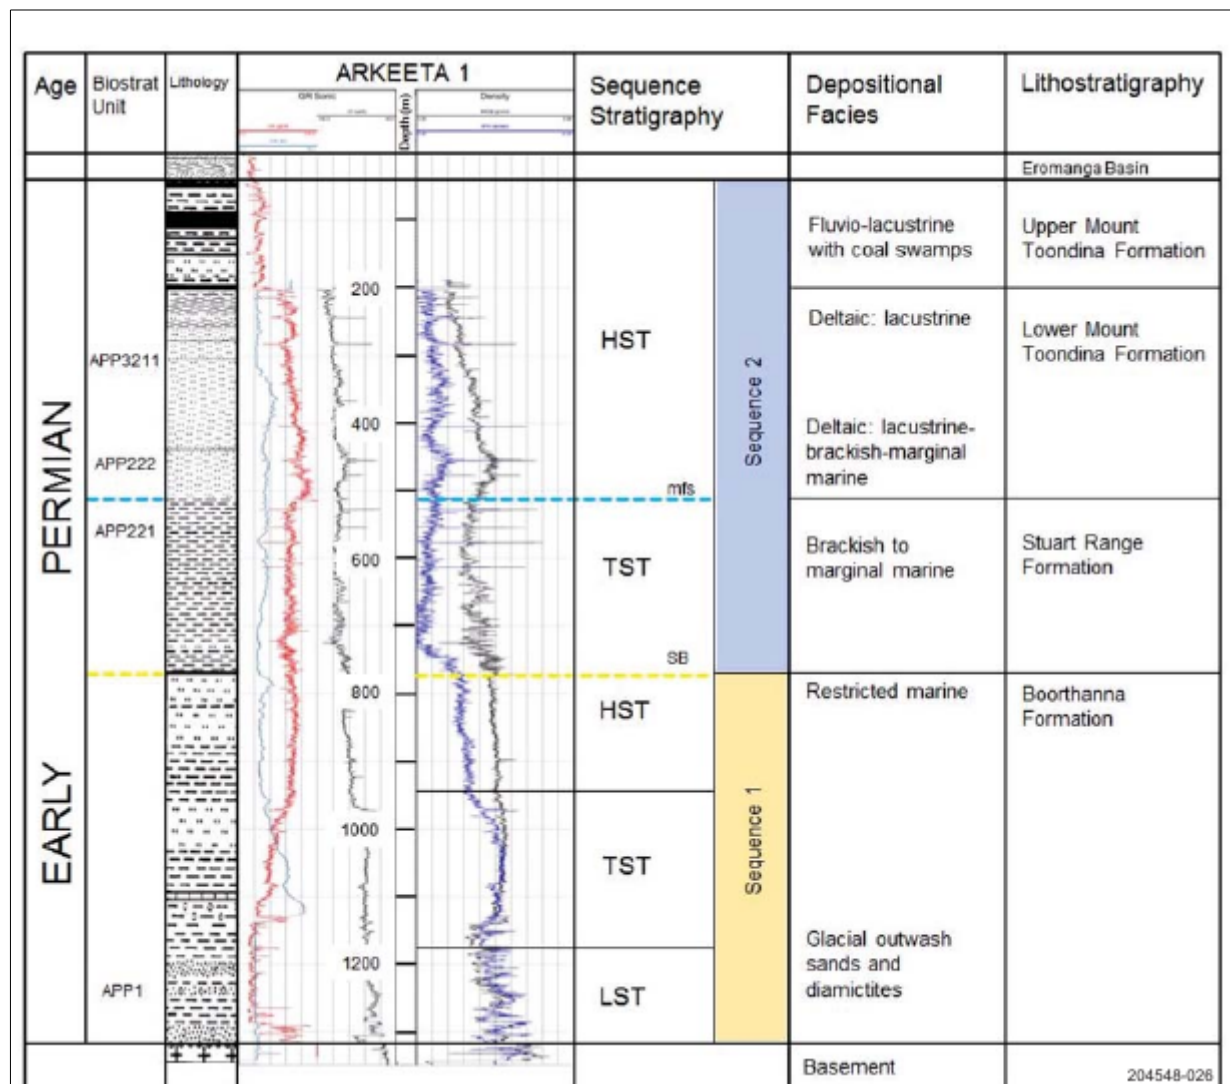 ARKEETA 1
Age
Biostrat
Unit
Lithology
GR/Sonic
Depth (m)
Density
Sequence
Stratigraphy
Depositional
Facies
Lithostratigraphy
Eromanga Basin
EARLY PERMIAN
APP3211
APP222
APP221
APP1
200
400
600
800
1000
1200
HST
mfs
TST
SB
HST
TST
LST
Sequence 2
Sequence 1
Fluvio-lacustrine
with coal swamps
Deltaic: lacustrine
Deltaic: lacustrine-
brackish-marginal
marine
Brackish to
marginal marine
Restricted marine
Glacial outwash
sands and
diamictites
Basement
Upper Mount
Toondina Formation
Lower Mount
Toondina Formation
Stuart Range
Formation
Boorthanna
Formation
204548-026